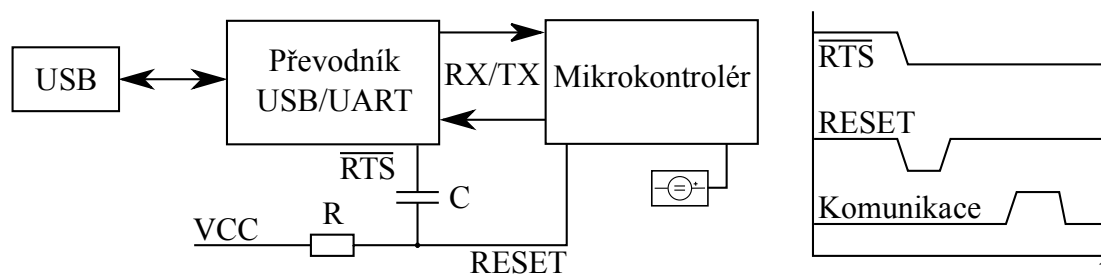 USB
Převodník
USB/UART
RX/TX
Mikrokontrolér
RTS
C
R
VCC
RESET
RTS
RESET
Komunikace